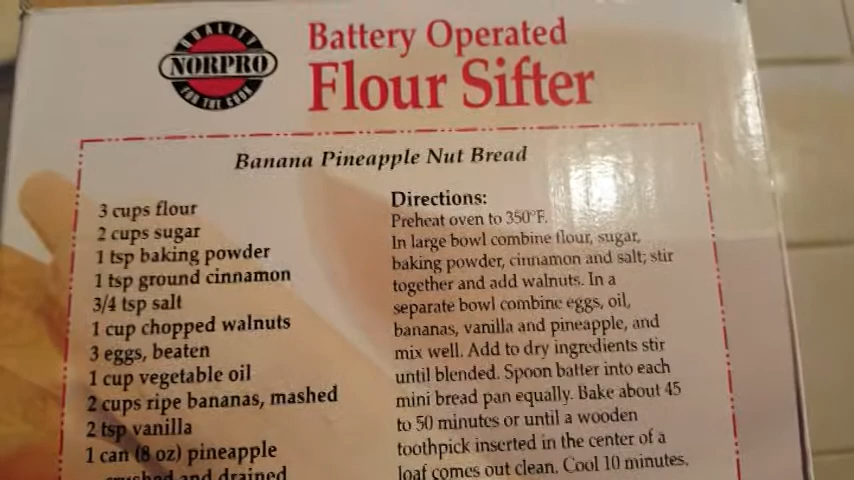 QUALITY
NORPRO
FOR THE COOK
Battery Operated
Flour Sifter
Banana Pineapple Nut Bread
3 cups flour
2 cups sugar
1 tsp baking powder
1 tsp ground cinnamon
3/4 tsp salt
1 cup chopped walnuts
3 eggs, beaten
1 cup vegetable oil
2 cups ripe bananas, mashed
2 tsp vanilla
1 can (8 oz) pineapple
crushed and drained
Directions:
Preheat oven to 350°F.
In large bowl combine flour, sugar,
baking powder, cinnamon and salt; stir
together and add walnuts. In a
separate bowl combine eggs, oil,
bananas, vanilla and pineapple, and
mix well. Add to dry ingredients stir
until blended. Spoon batter into each
mini bread pan equally. Bake about 45
to 50 minutes or until a wooden
toothpick inserted in the center of a
loaf comes out clean. Cool 10 minutes.